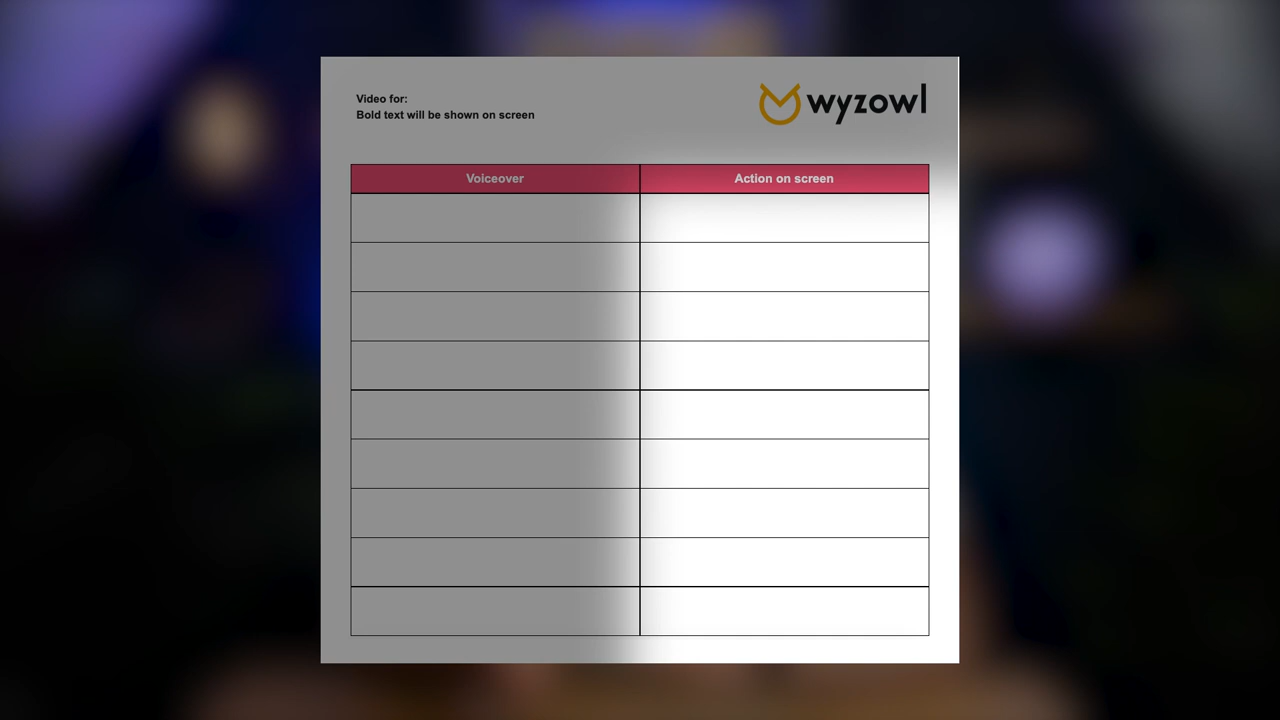 Video for:
Bold text will be shown on screen
wyzowl
Voiceover
Action on screen